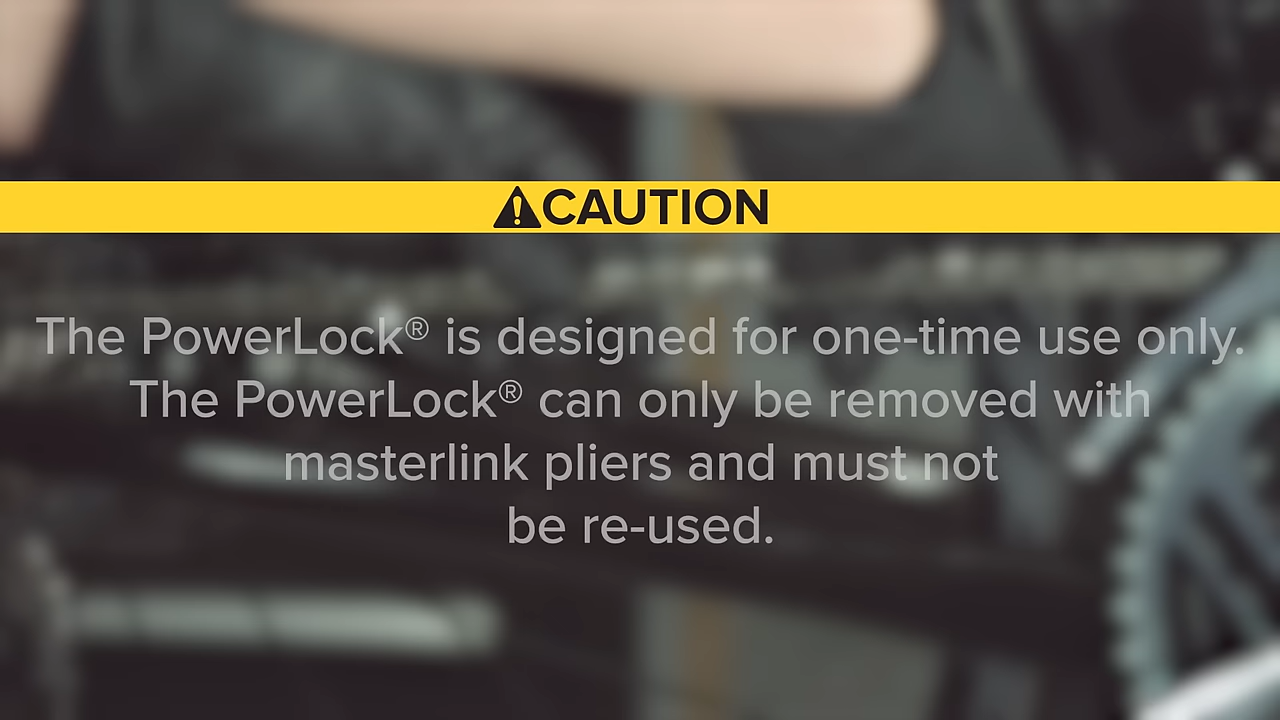 CAUTION
The PowerLock® is designed for one-time use only.
The PowerLock® can only be removed with
masterlink pliers and must not
be re-used.